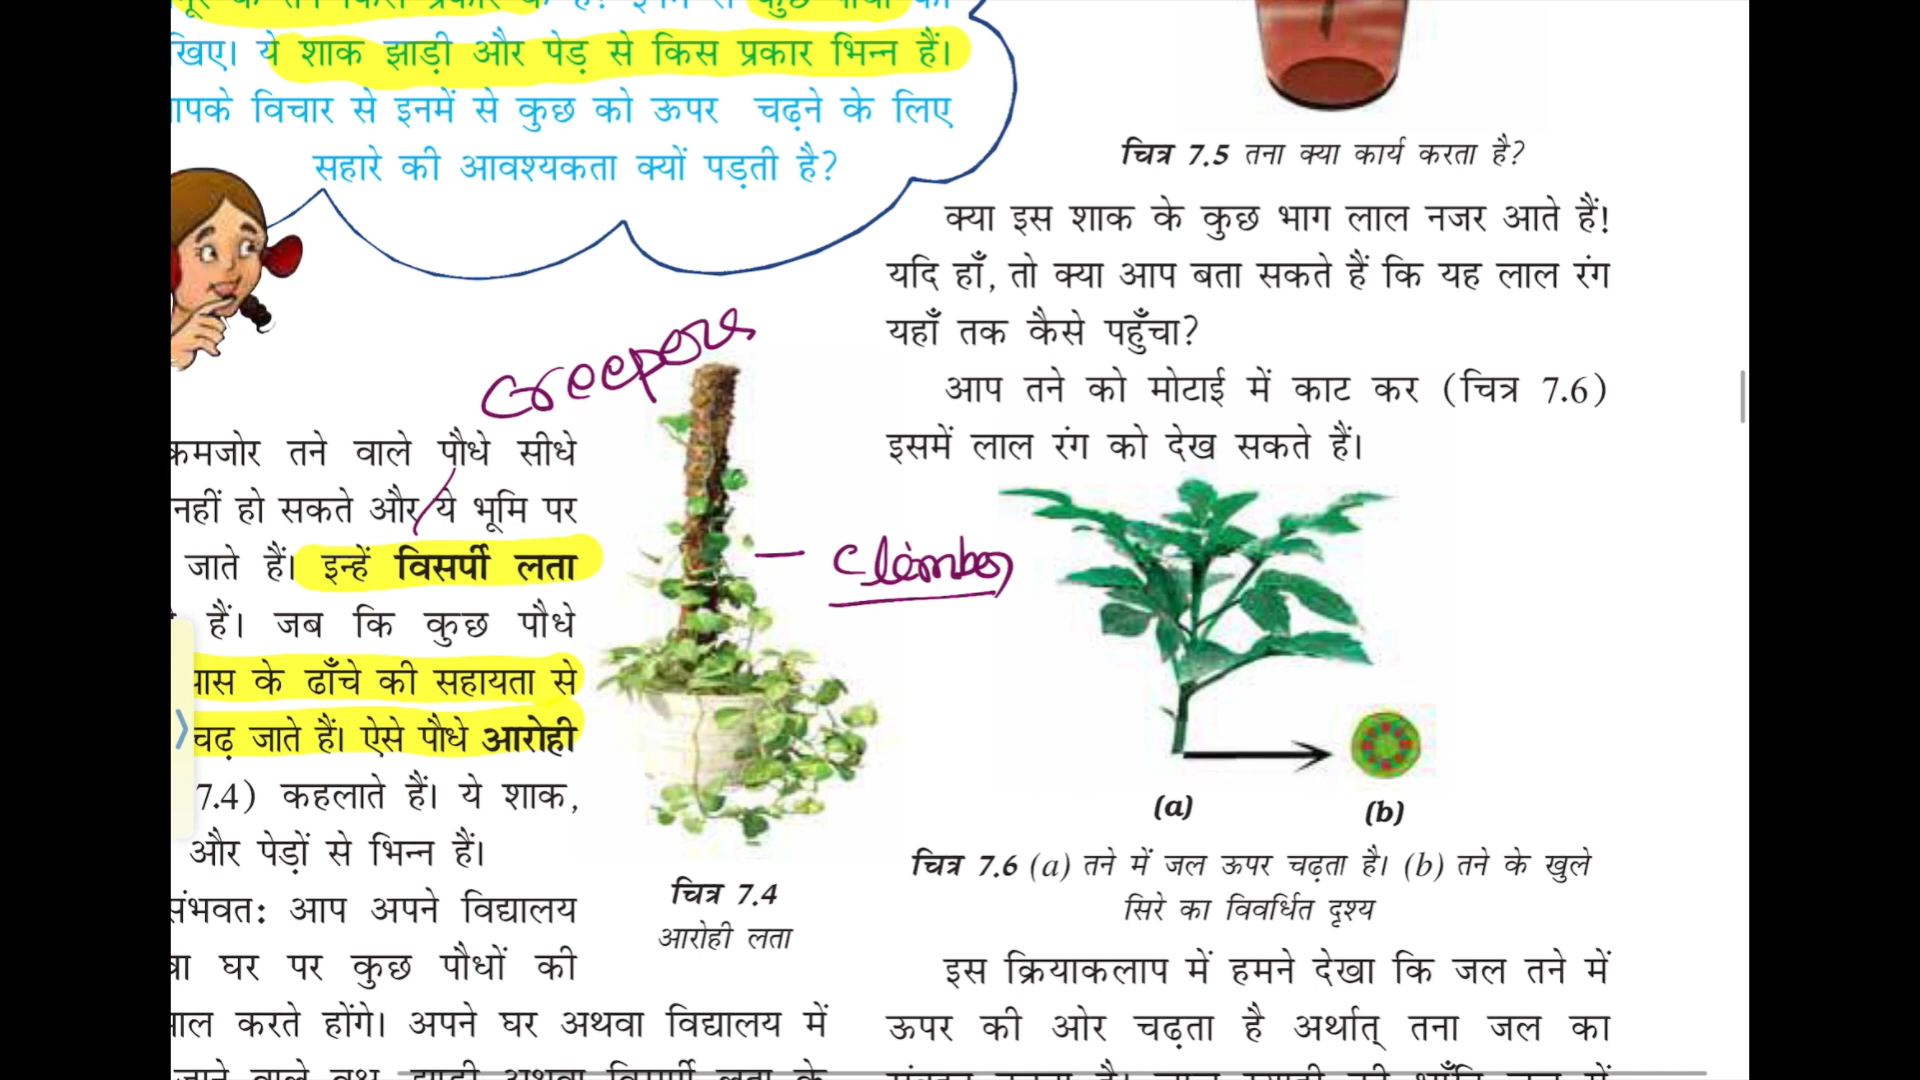 कुछ पौधों
खिए। ये शाक झाड़ी और पेड़ से किस प्रकार भिन्न हैं।
आपके विचार से इनमें से कुछ को ऊपर चढ़ने के लिए
सहारे की आवश्यकता क्यों पड़ती है?
creepers
कमजोर तने वाले पौधे सीधे
नहीं हो सकते और ये भूमि पर
जाते हैं। इन्हें विसर्पी लता
हैं। जब कि कुछ पौधे
पास के ढाँचे की सहायता से
चढ़ जाते हैं। ऐसे पौधे आरोही
7.4) कहलाते हैं। ये शाक,
और पेड़ों से भिन्न हैं।
संभवत: आप अपने विद्यालय
घर पर कुछ पौधों की
करते होंगे। अपने घर अथवा विद्यालय में
climber
चित्र 7.4
आरोही लता
चित्र 7.5 तना क्या कार्य करता है?
क्या इस शाक के कुछ भाग लाल नजर आते हैं!
यदि हाँ, तो क्या आप बता सकते हैं कि यह लाल रंग
यहाँ तक कैसे पहुँचा?
आप तने को मोटाई में काट कर (चित्र 7.6)
इसमें लाल रंग को देख सकते हैं।
(a)
(b)
चित्र 7.6 (a) तने में जल ऊपर चढ़ता है। (b) तने के खुले
सिरे का विवर्धित दृश्य
इस क्रियाकलाप में हमने देखा कि जल तने में
ऊपर की ओर चढ़ता है अर्थात् तना जल का